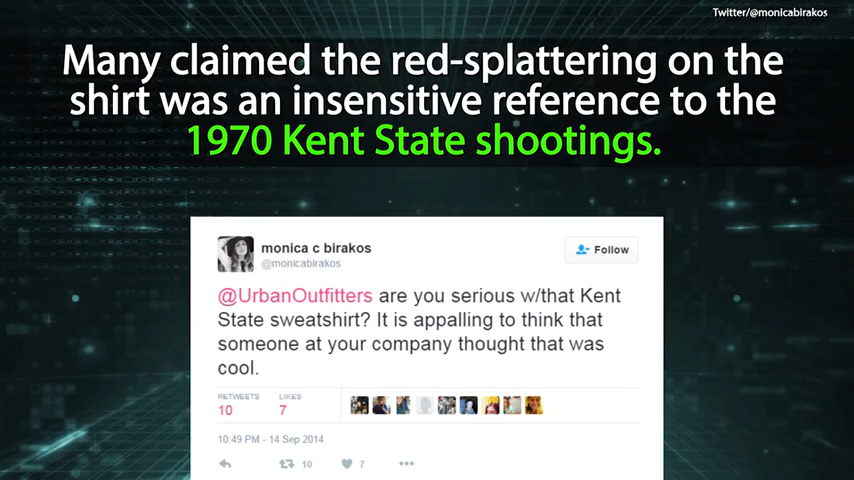 Twitter/@monicabirakos
Many claimed the red-splattering on the
shirt was an insensitive reference to the
1970 Kent State shootings.
monica c birakos
@monicabirakos
Follow
@UrbanOutfitters are you serious w/that Kent
State sweatshirt? It is appalling to think that
someone at your company thought that was
cool.
RETWEETS LIKES
10 7
10:49 PM - 14 Sep 2014
10 7